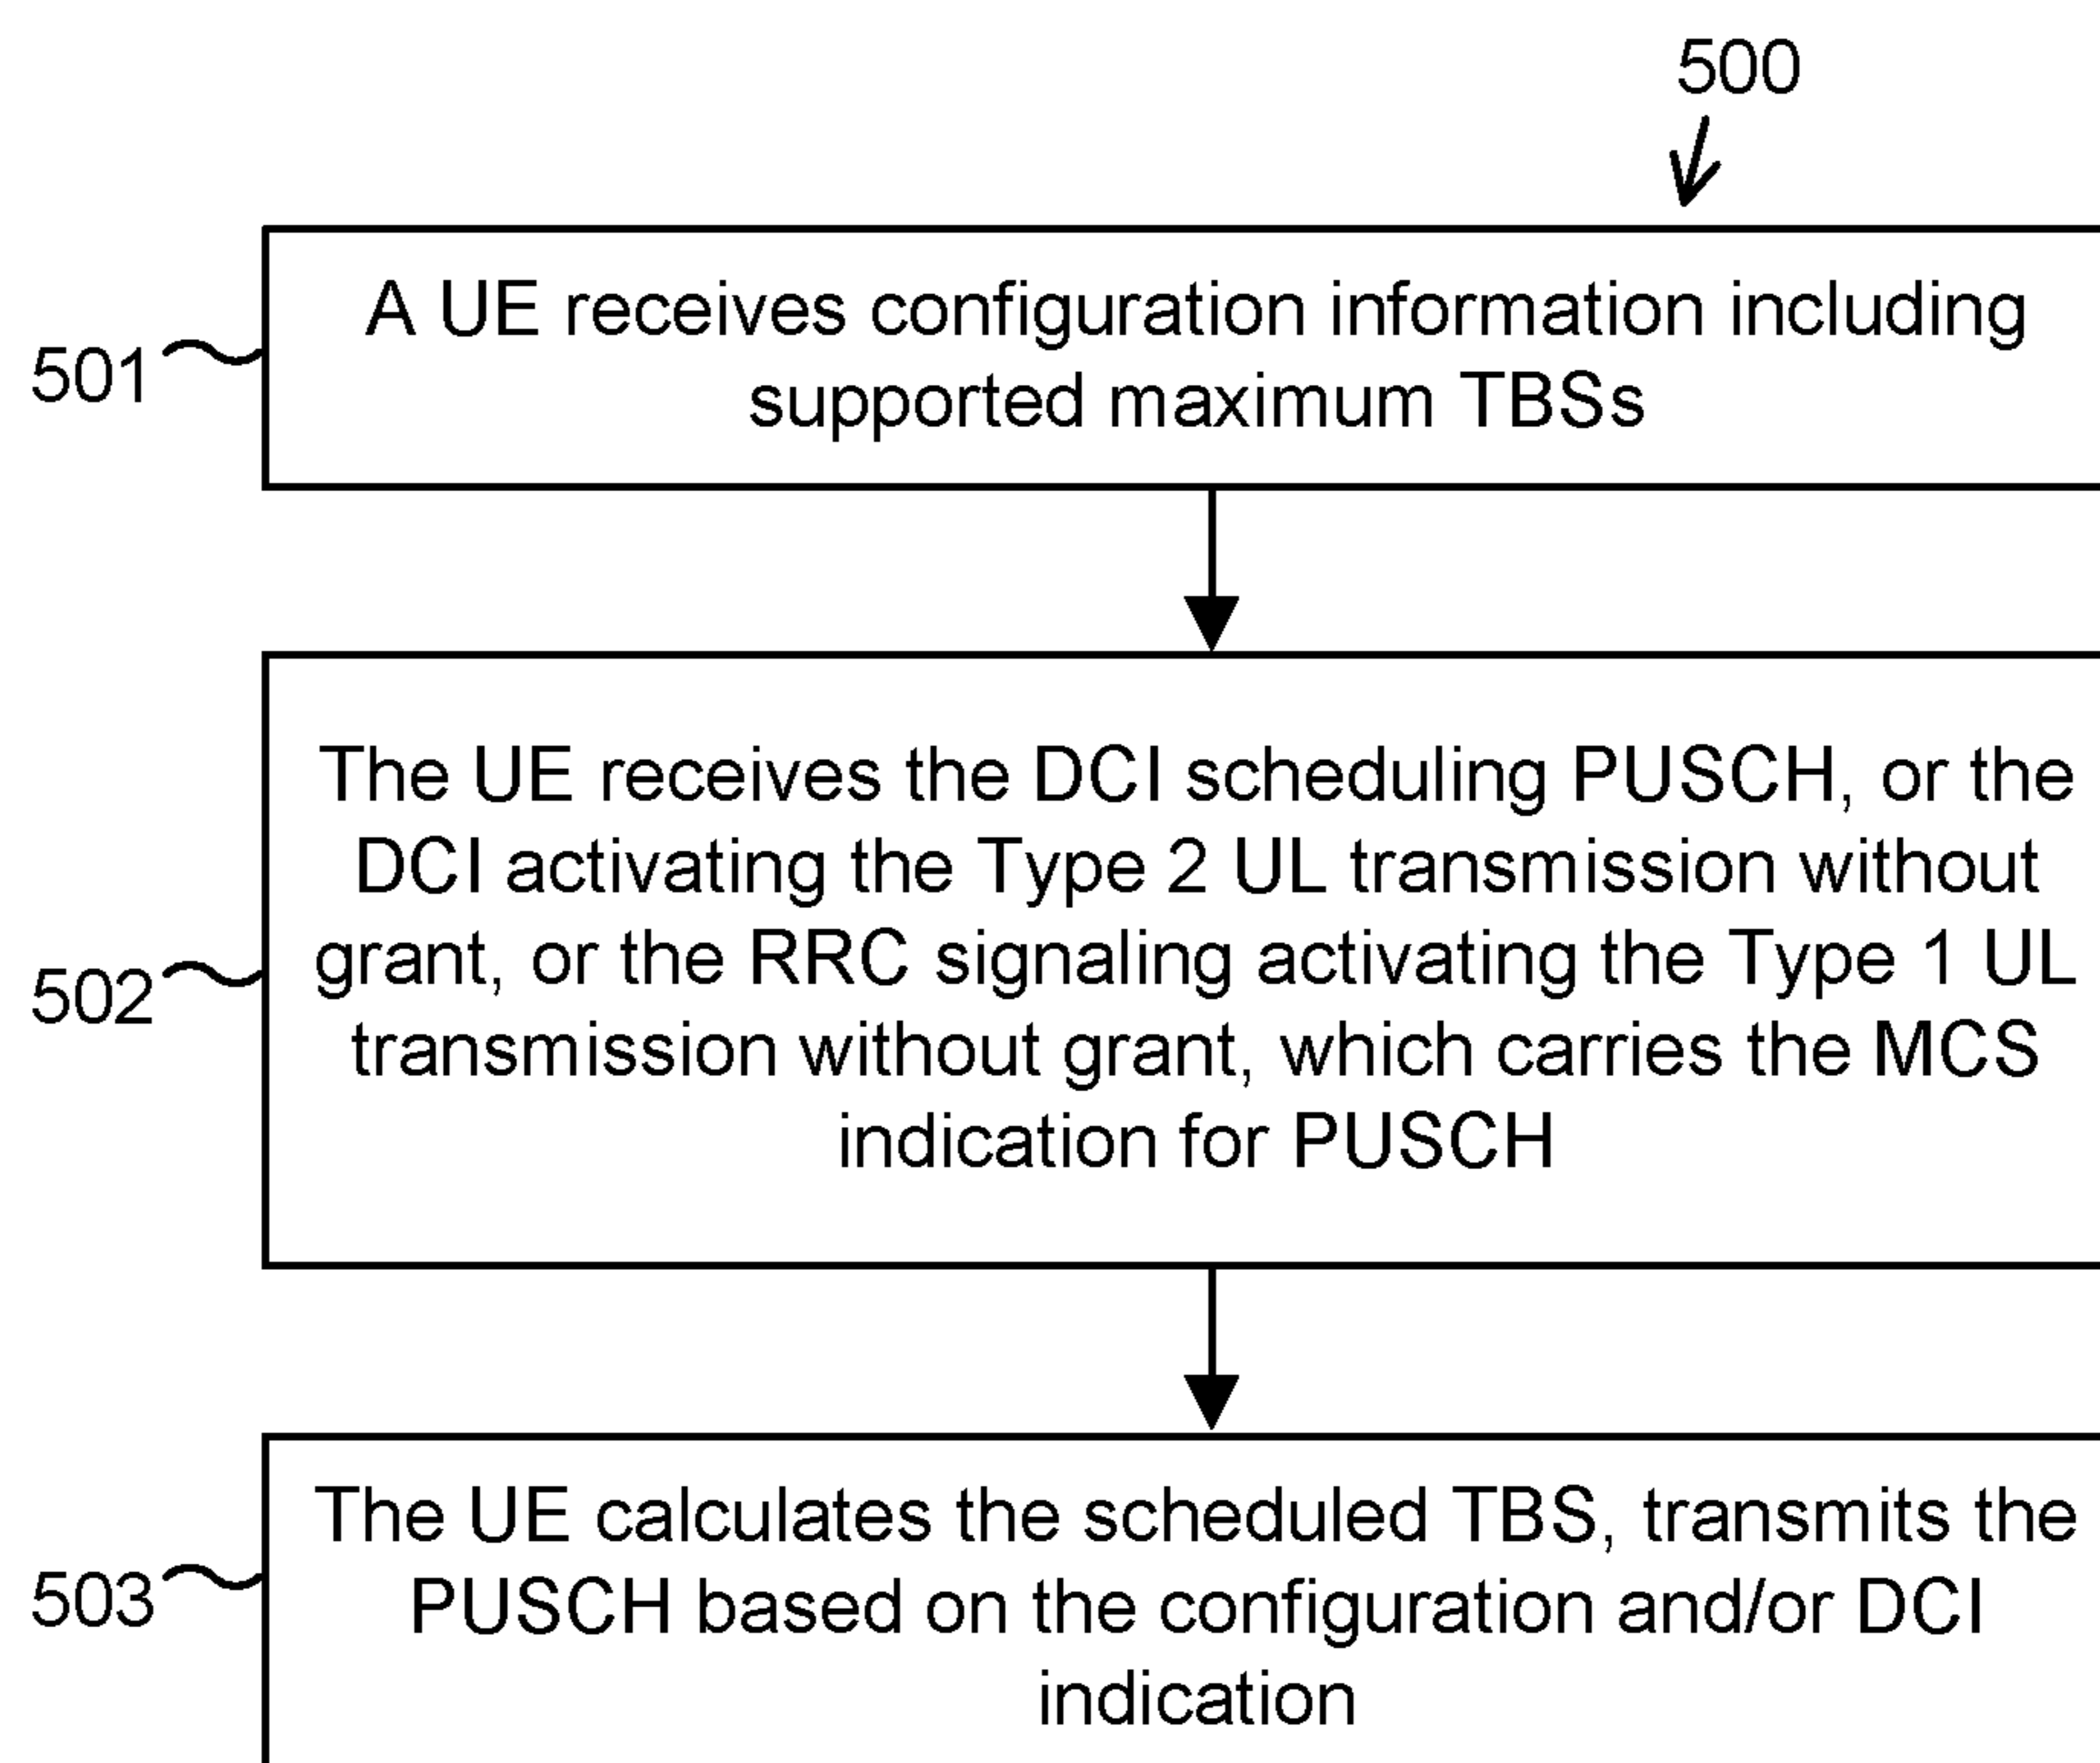 500
A UE receives configuration information including
supported maximum TBSs
501
The UE receives the DCI scheduling PUSCH, or the
DCI activating the Type 2 UL transmission without
grant, or the RRC signaling activating the Type 1 UL
transmission without grant, which carries the MCS
indication for PUSCH
502
The UE calculates the scheduled TBS, transmits the
PUSCH based on the configuration and/or DCI
indication
503